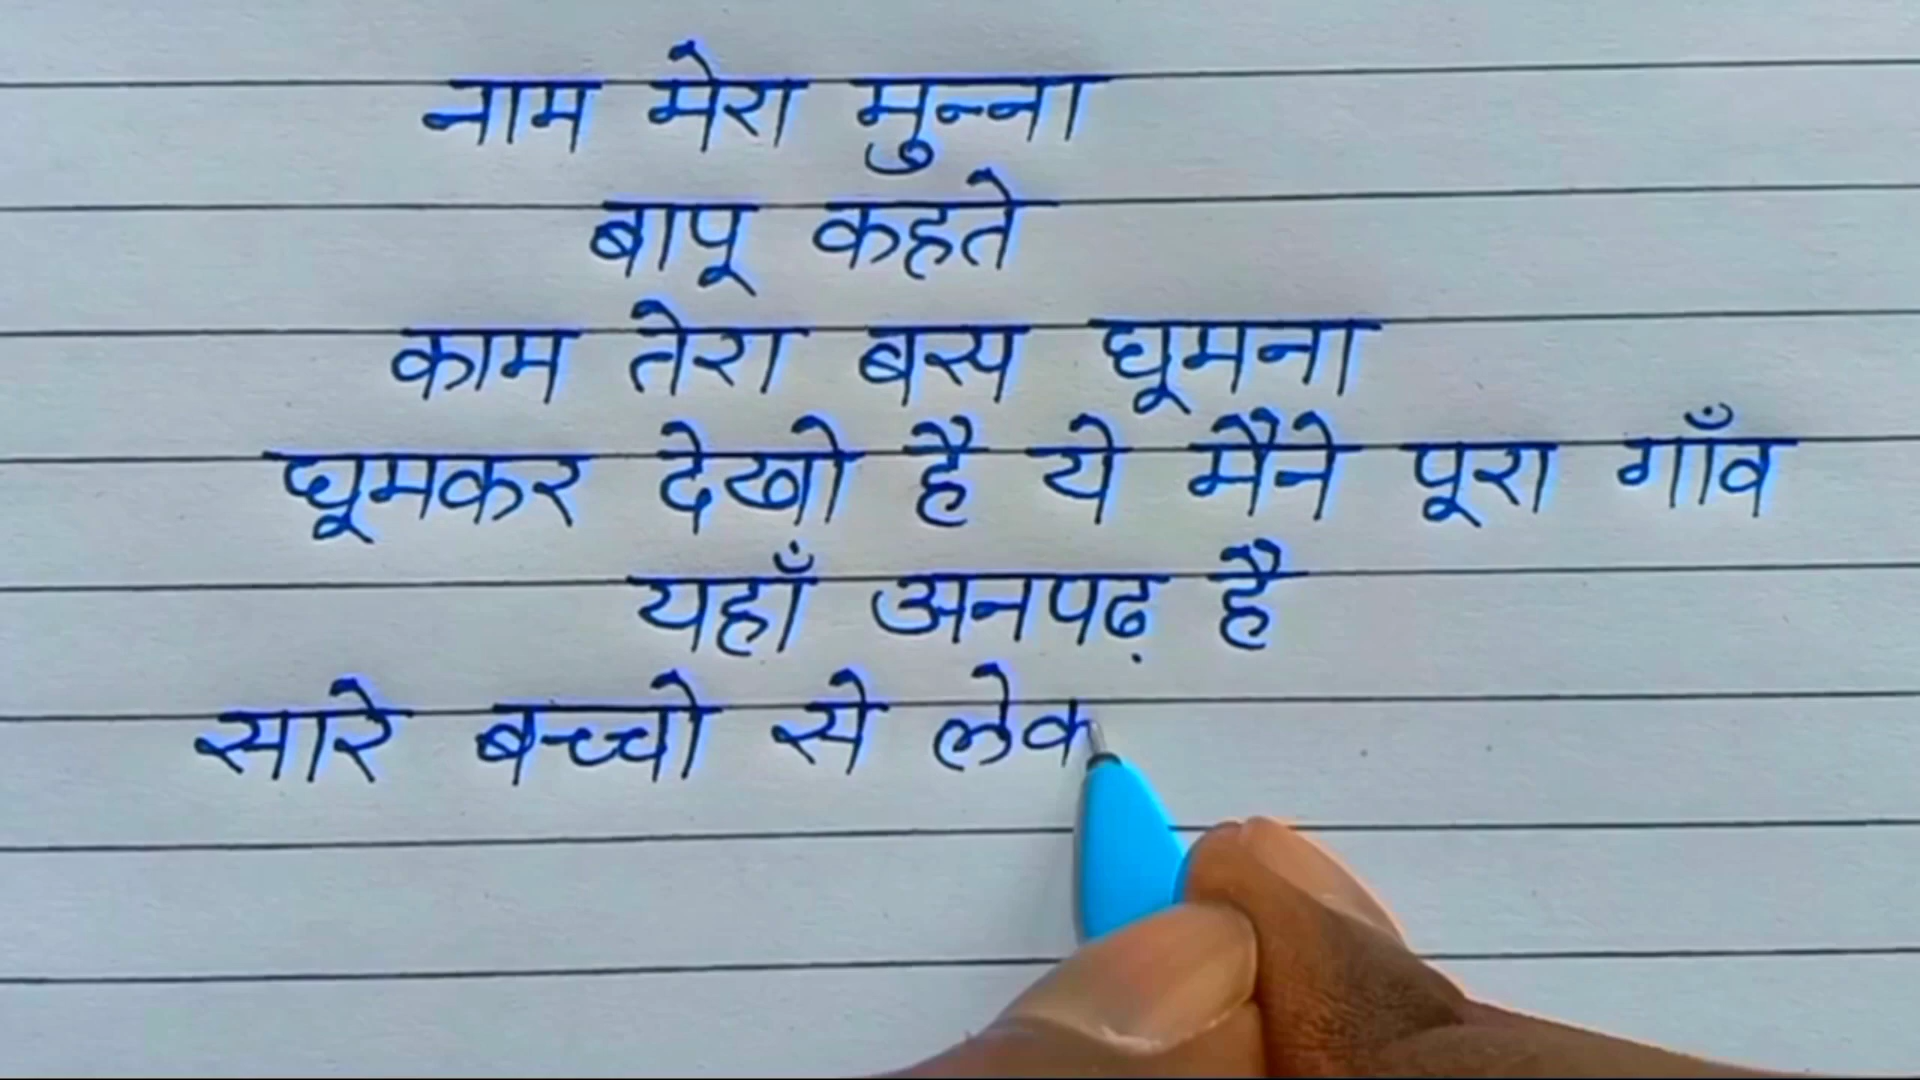 नाम मेरा मुन्ना
बापू कहते
काम तेरा बस घूमना
घूमकर देखो है ये मैने पूरा गाँव
यहाँ अनपढ़ है
सारे बच्चो से लेक